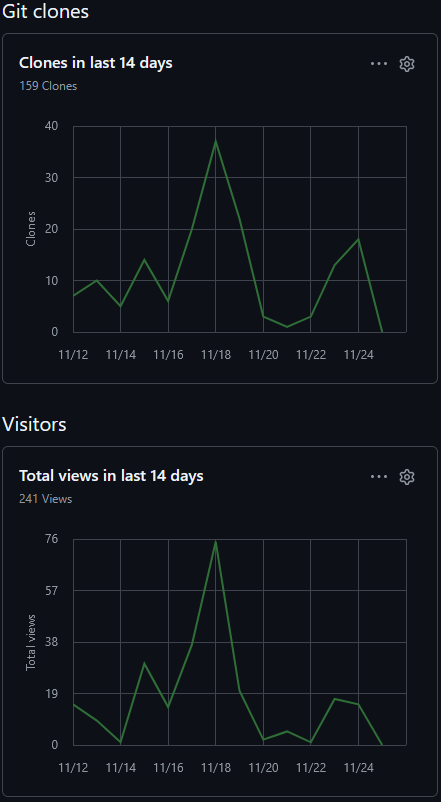 Git clones
Clones in last 14 days
159 Clones
40
30
20
10
0
Clones
11/12 11/14 11/16 11/18 11/20 11/22 11/24
Visitors
Total views in last 14 days
241 Views
76
57
38
19
0
Total views
11/12 11/14 11/16 11/18 11/20 11/22 11/24